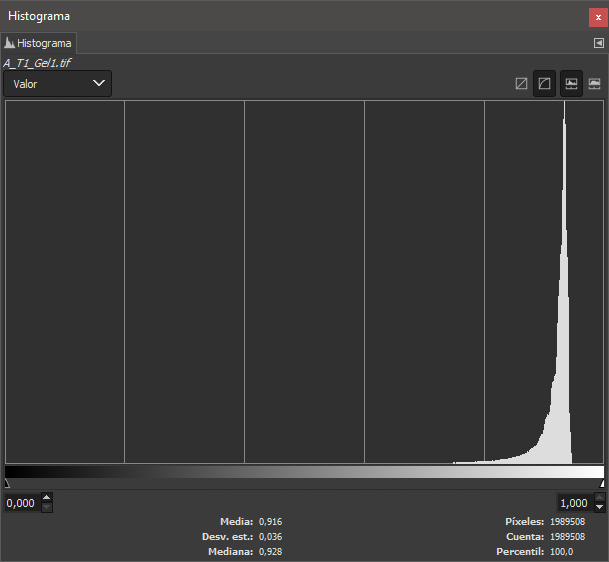 Histograma
x
Histograma
A_T1_Gel1.tif
Valor
0,000
1,000
Media: 0,916
Píxeles: 1989508
Desv. est.: 0,036
Cuenta: 1989508
Mediana: 0,928
Percentil: 100,0